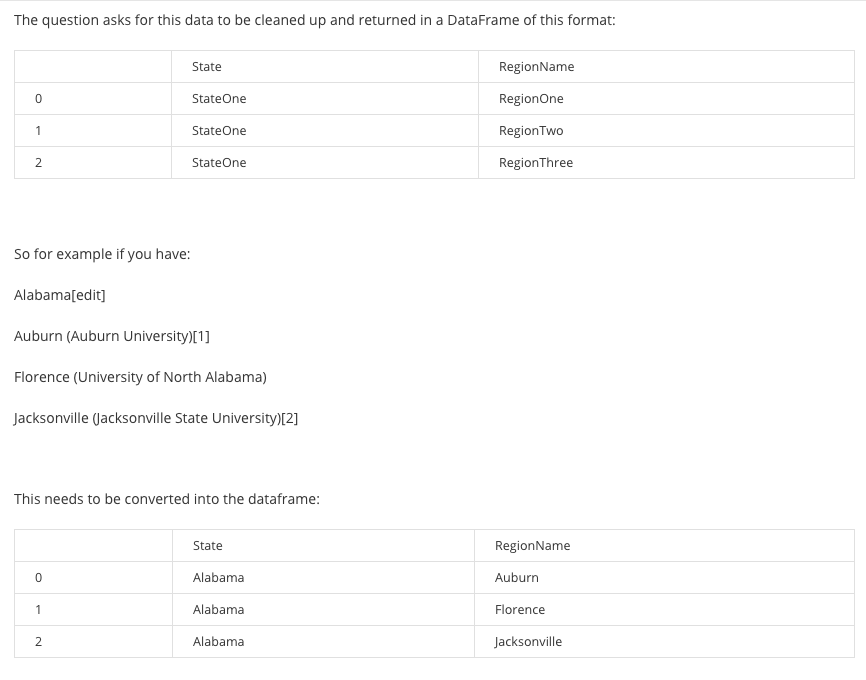 The question asks for this data to be cleaned up and returned in a DataFrame of this format:
State RegionName
0 StateOne RegionOne
1 StateOne RegionTwo
2 StateOne RegionThree
So for example if you have:
Alabama[edit]
Auburn (Auburn University)[1]
Florence (University of North Alabama)
Jacksonville (Jacksonville State University)[2]
This needs to be converted into the dataframe:
State RegionName
0 Alabama Auburn
1 Alabama Florence
2 Alabama Jacksonville